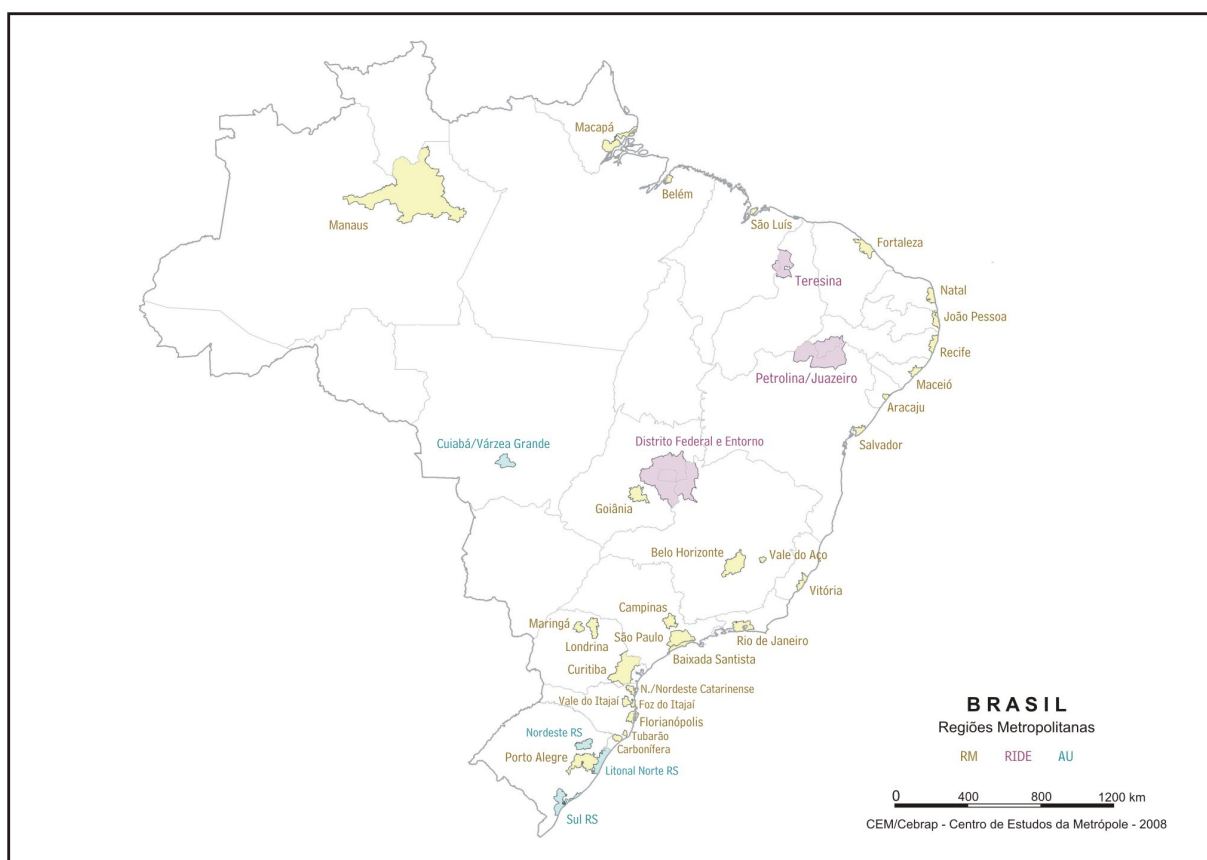 Macapá
Belém
Manaus
São Luís
Fortaleza
Teresina
Natal
João Pessoa
Recife
Petrolina/Juazeiro
Maceió
Aracaju
Salvador
Cuiabá/Várzea Grande
Distrito Federal e Entorno
Goiânia
Belo Horizonte
Vale do Aço
Vitória
Campinas
Maringá
Londrina
São Paulo
Rio de Janeiro
Baixada Santista
Curitiba
N./Nordeste Catarinense
Vale do Itajaí
Foz do Itajaí
Florianópolis
Nordeste RS
Tubarão
Carbonífera
Porto Alegre
Litonal Norte RS
Sul RS
BRASIL
Regiões Metropolitanas
RM RIDE AU
0 400 800 1200 km
CEM/Cebrap - Centro de Estudos da Metrópole - 2008